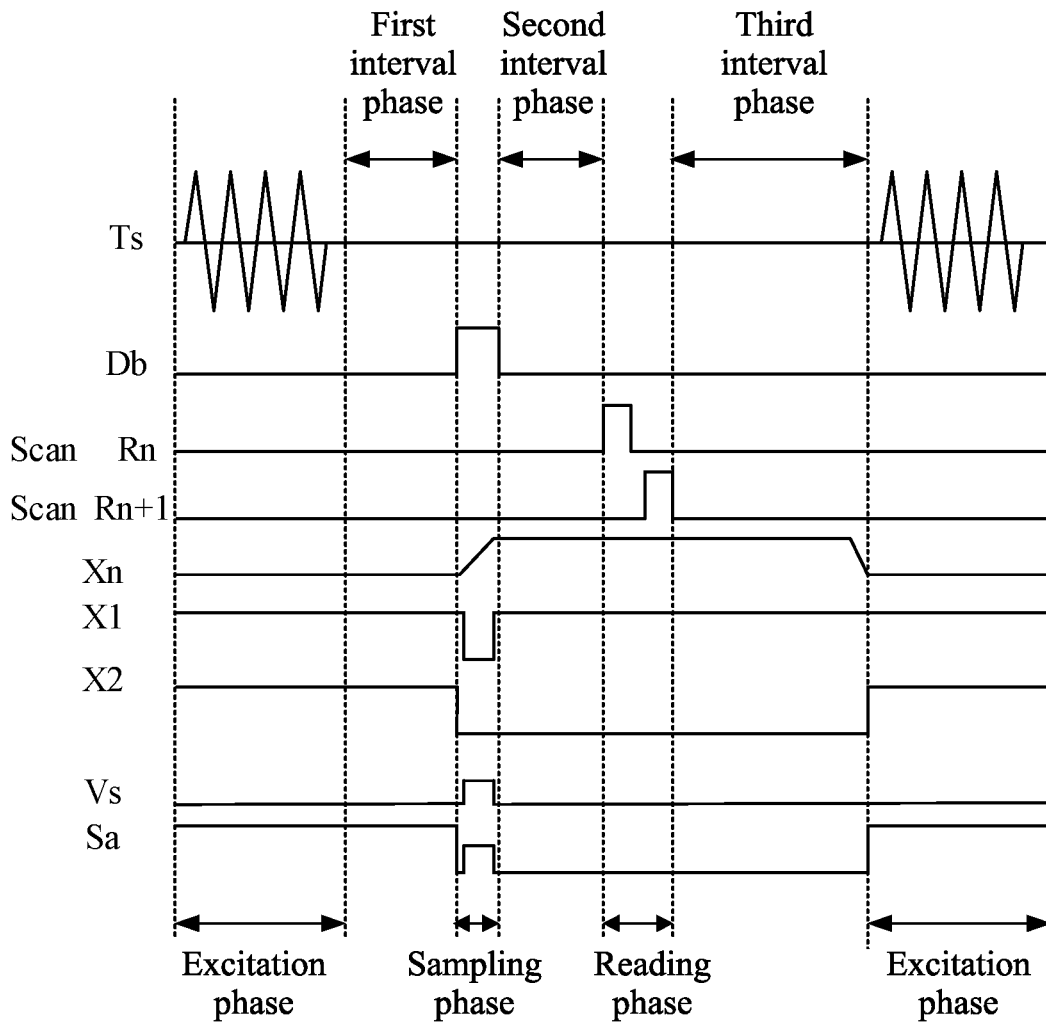 First
interval
phase
Second
interval
phase
Third
interval
phase
Ts
Db
Scan Rn
Scan Rn+1
Xn
X1
X2
Vs
Sa
Excitation
phase
Sampling
phase
Reading
phase
Excitation
phase